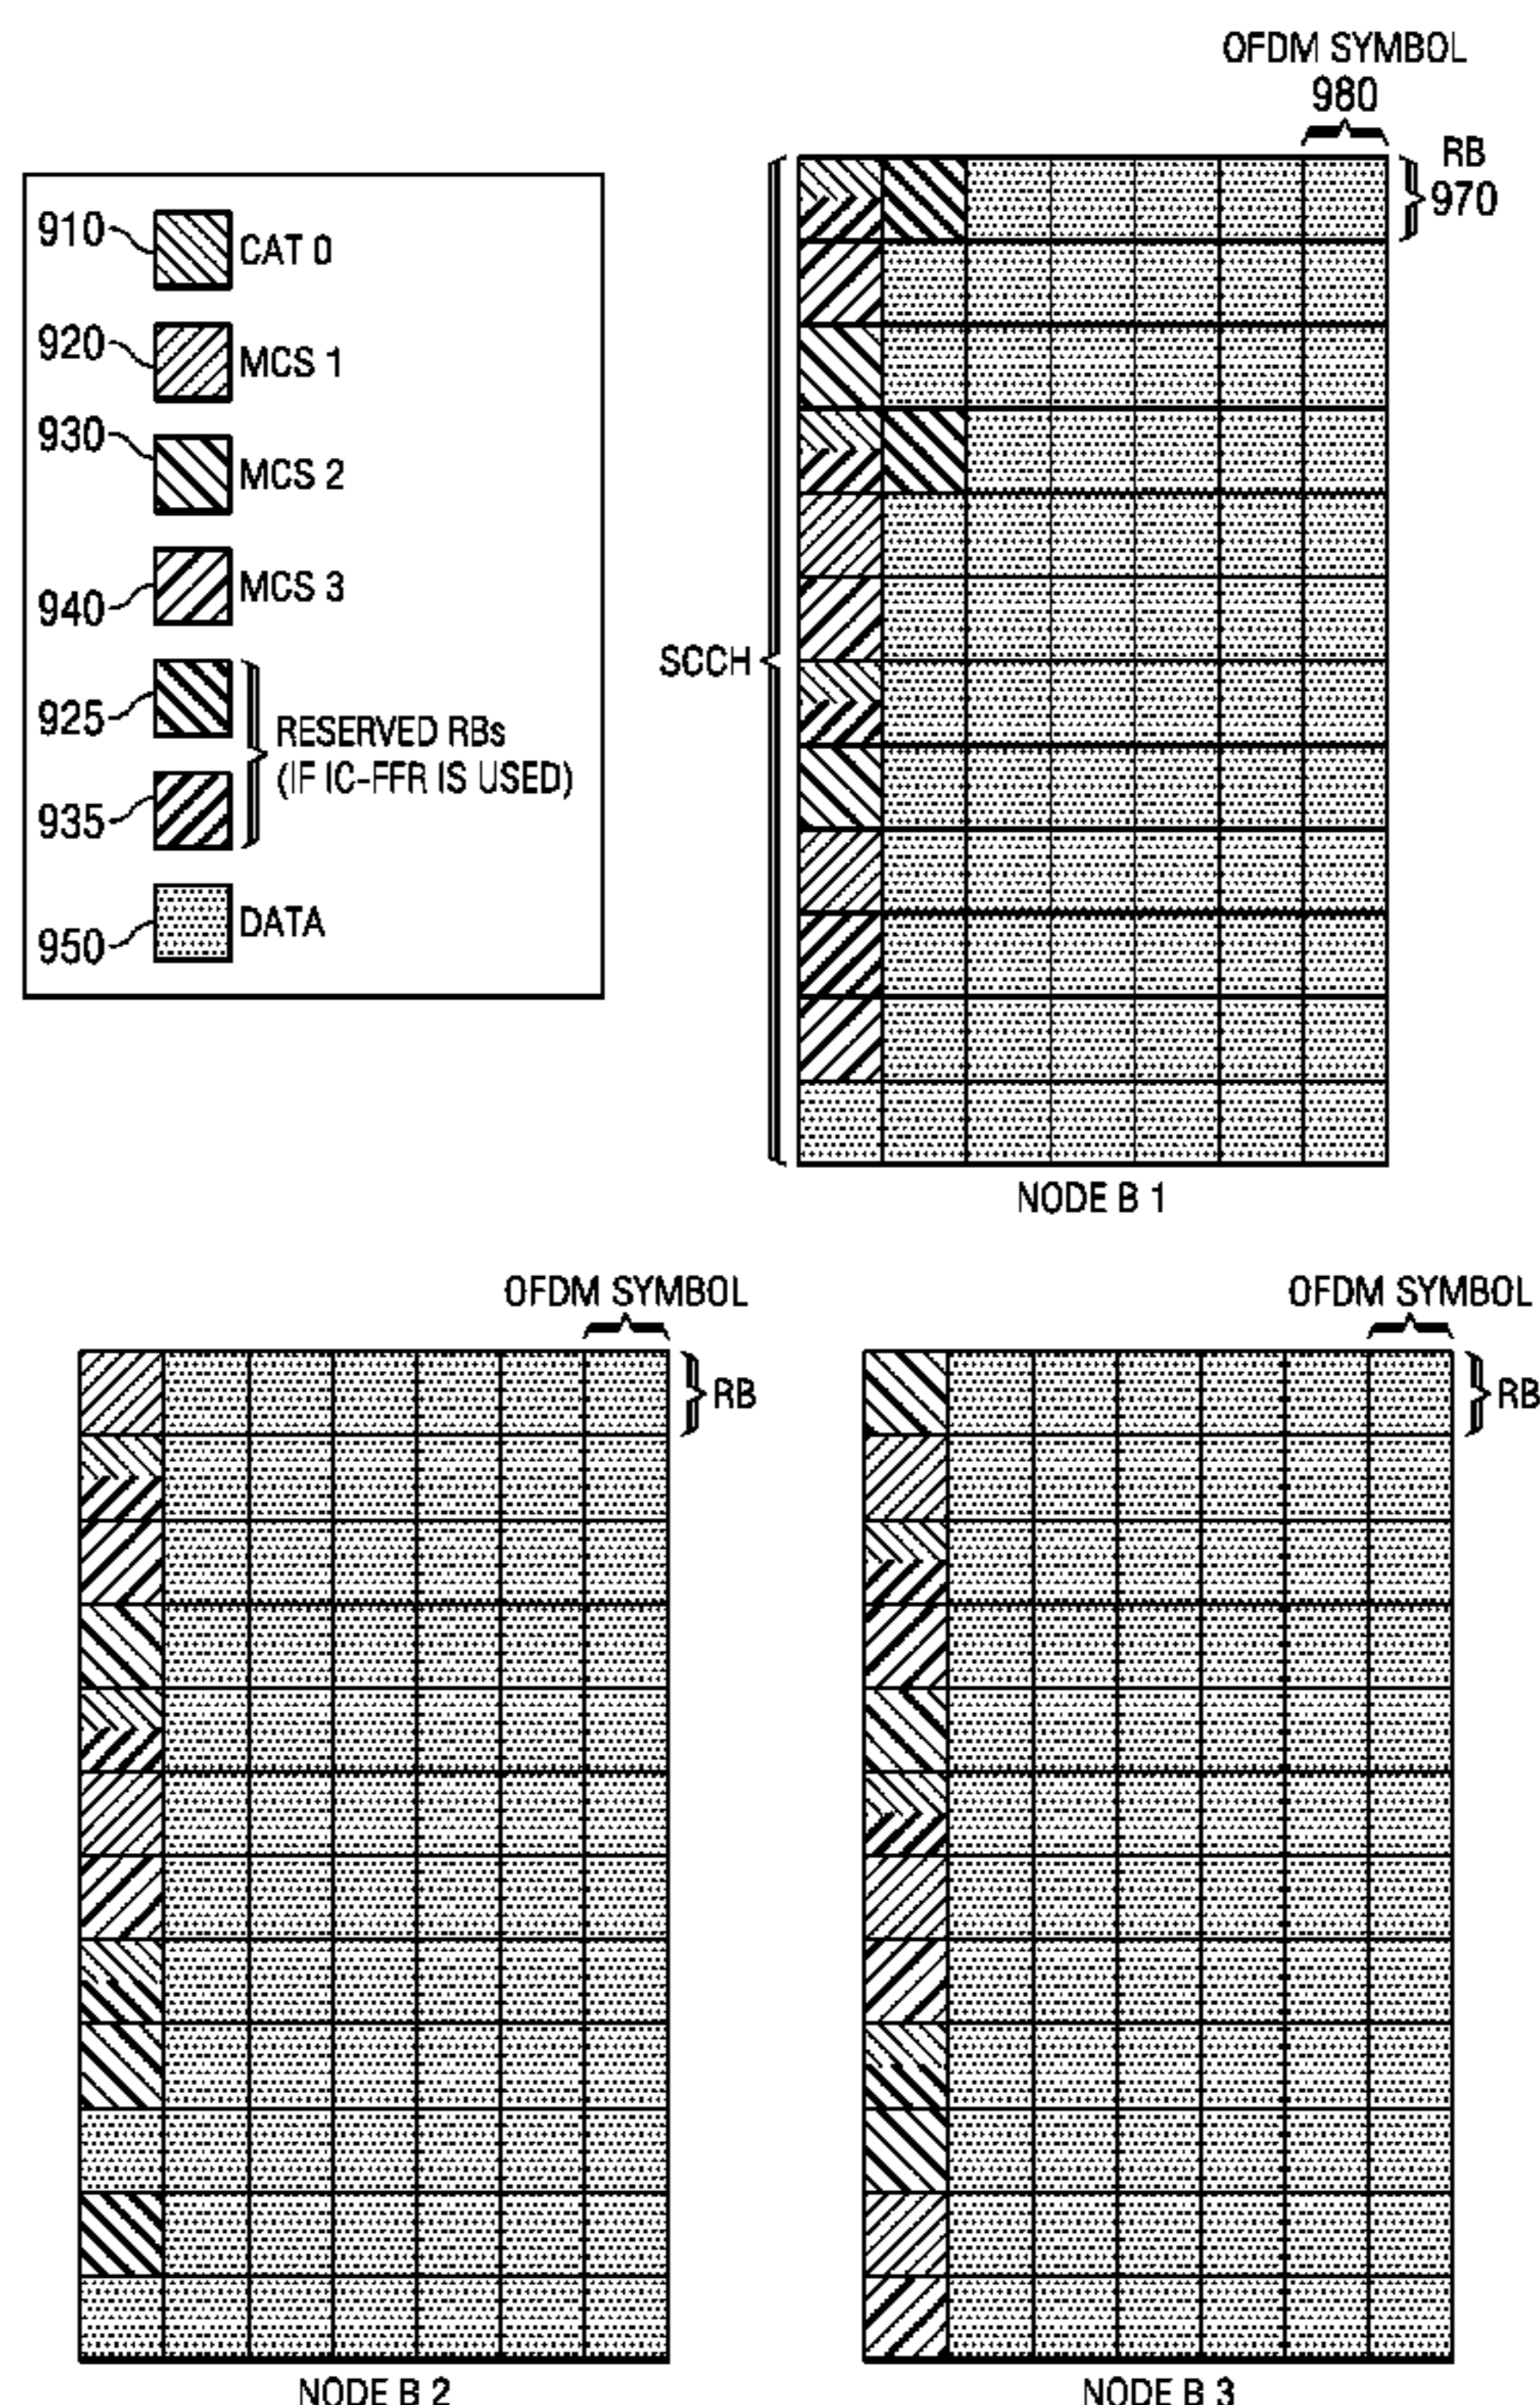 OFDM SYMBOL
980
RB
970
910
CAT 0
920
MCS 1
930
MCS 2
940
MCS 3
925
RESERVED RBs
(IF IC-FFR IS USED)
935
950
DATA
SCCH
NODE B 1
OFDM SYMBOL
RB
NODE B 2
OFDM SYMBOL
RB
NODE B 3